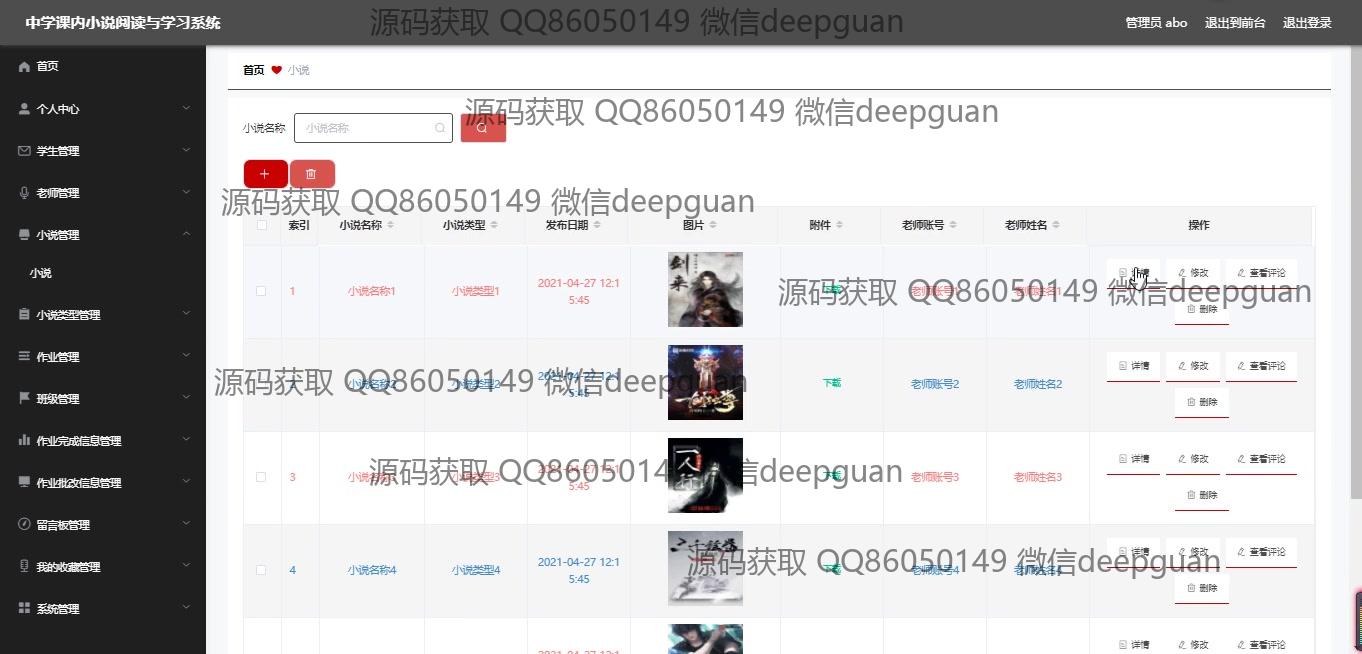 中学课内小说阅读与学习系统
源码获取 QQ86050149 微信deepguan
管理员 abo 退出到前台 退出登录
首页
个人中心
学生管理
老师管理
小说管理
小说
小说类型管理
作业管理
班级管理
作业完成信息管理
作业批改信息管理
留言板管理
我的收藏管理
系统管理
首页 小说
源码获取 QQ86050149 微信deepguan
小说名称 小说名称
源码获取 QQ86050149 微信deepguan
索引 小说名称 小说类型 发布日期 图片 附件 老师账号 老师姓名 操作
1 小说名称1 小说类型1 2021-04-27 12:1 剑来 下载 老师账号1 老师姓名1 详情 修改 查看评论
5:45 删除
源码获取 QQ86050149 微信deepguan
2 小说名称2 小说类型2 2021-04-27 12:1 下载 老师账号2 老师姓名2 详情 修改 查看评论
5:45 删除
源码获取 QQ86050149 微信deepguan
3 小说名称3 小说类型3 2021-04-27 12:1 下载 老师账号3 老师姓名3 详情 修改 查看评论
5:45 删除
源码获取 QQ86050149 微信deepguan
4 小说名称4 小说类型4 2021-04-27 12:1 下载 老师账号4 老师姓名4 详情 修改 查看评论
5:45 删除
源码获取 QQ86050149 微信deepguan
2021-04-27 12:1 详情 修改 查看评论